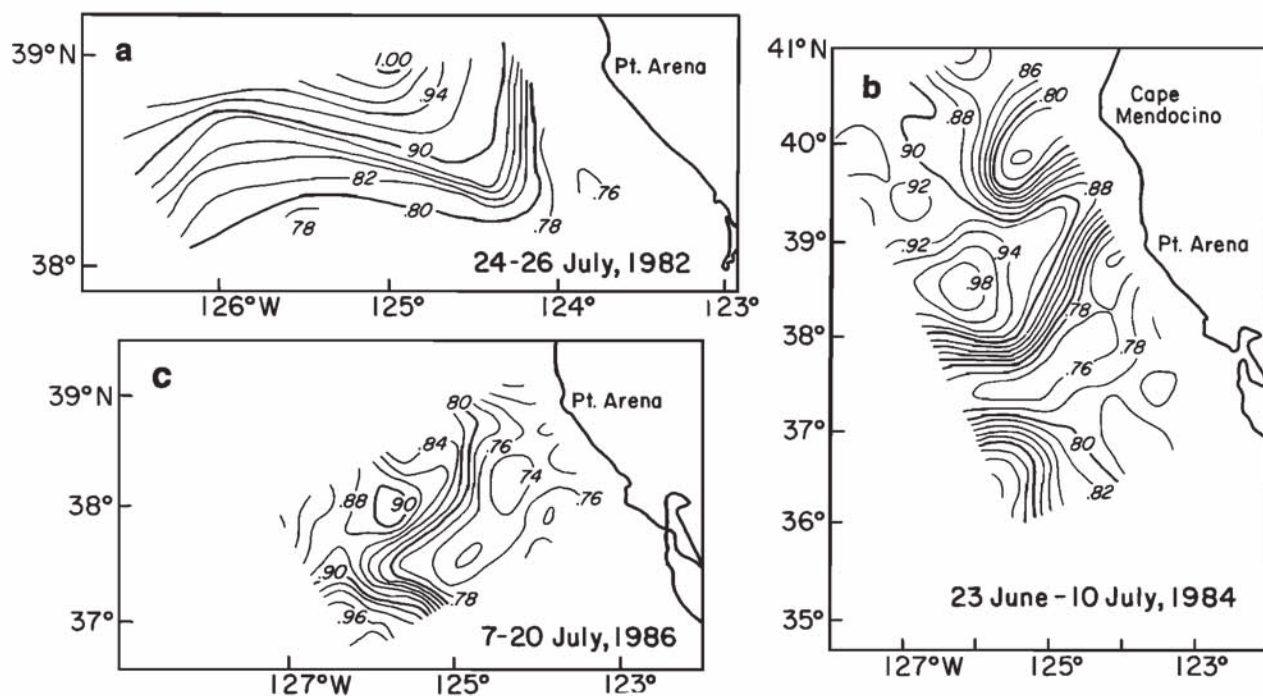 a
39°N
38°
1.00
.94
90
82
.80
.78
.78
.76
Pt. Arena
24-26 July, 1982
126°W
125°
124°
123°
b
41°N
40°
39°
38°
37°
36°
35°
86
.80
.88
90
.92
.88
.92
.94
.98
.78
.78
.76
80
.82
Cape
Mendocino
Pt. Arena
23 June-10 July, 1984
127°W
125°
123°
c
39°N
38°
37°
80
.84
.76
.88
90
74
.76
.90
.78
.96
Pt. Arena
7-20 July, 1986
127°W
125°
123°